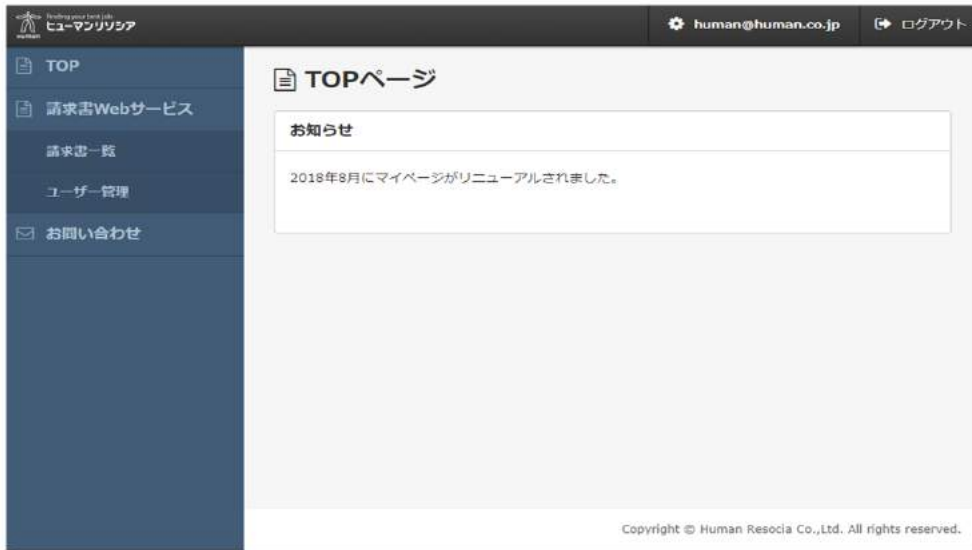 ヒューマンリソシア
human@human.co.jp
ログアウト
TOP
請求書Webサービス
請求書一覧
ユーザー管理
お問い合わせ
TOPページ
お知らせ
2018年8月にマイページがリニューアルされました。
Copyright © Human Resocia Co.,Ltd. All rights reserved.